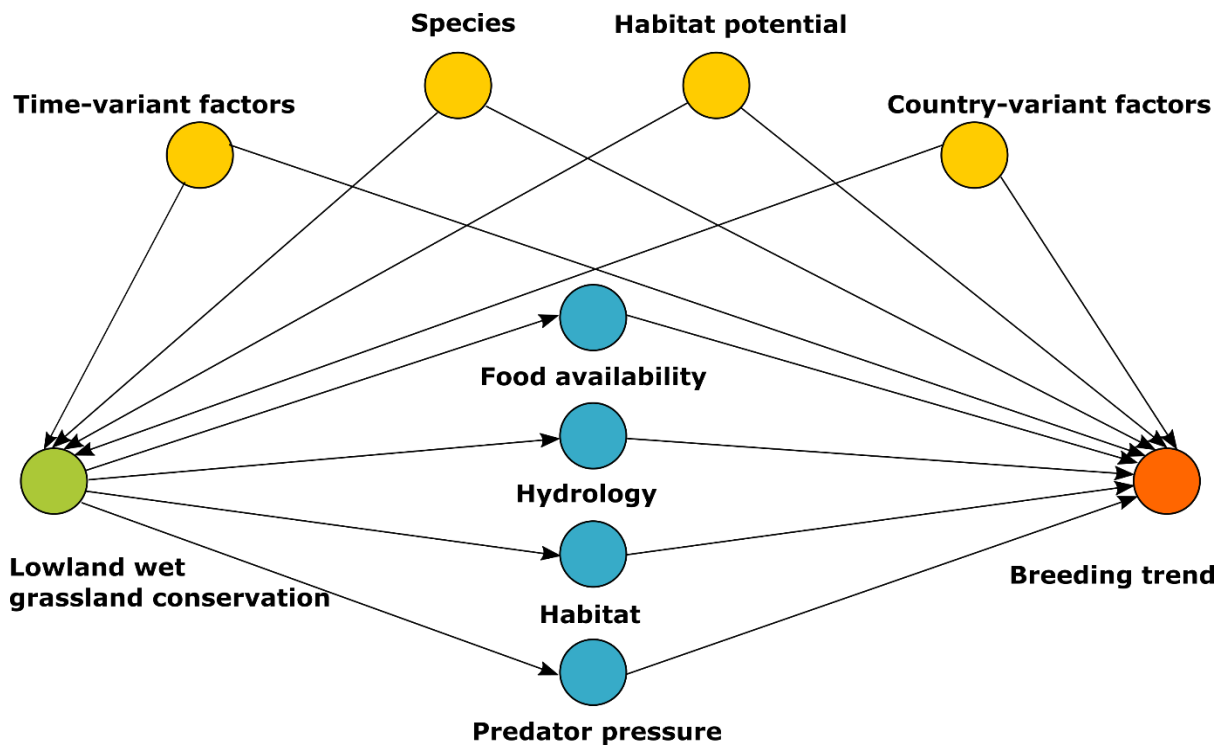 Species
Habitat potential
Time-variant factors
Country-variant factors
Food availability
Hydrology
Lowland wet
grassland conservation
Breeding trend
Habitat
Predator pressure